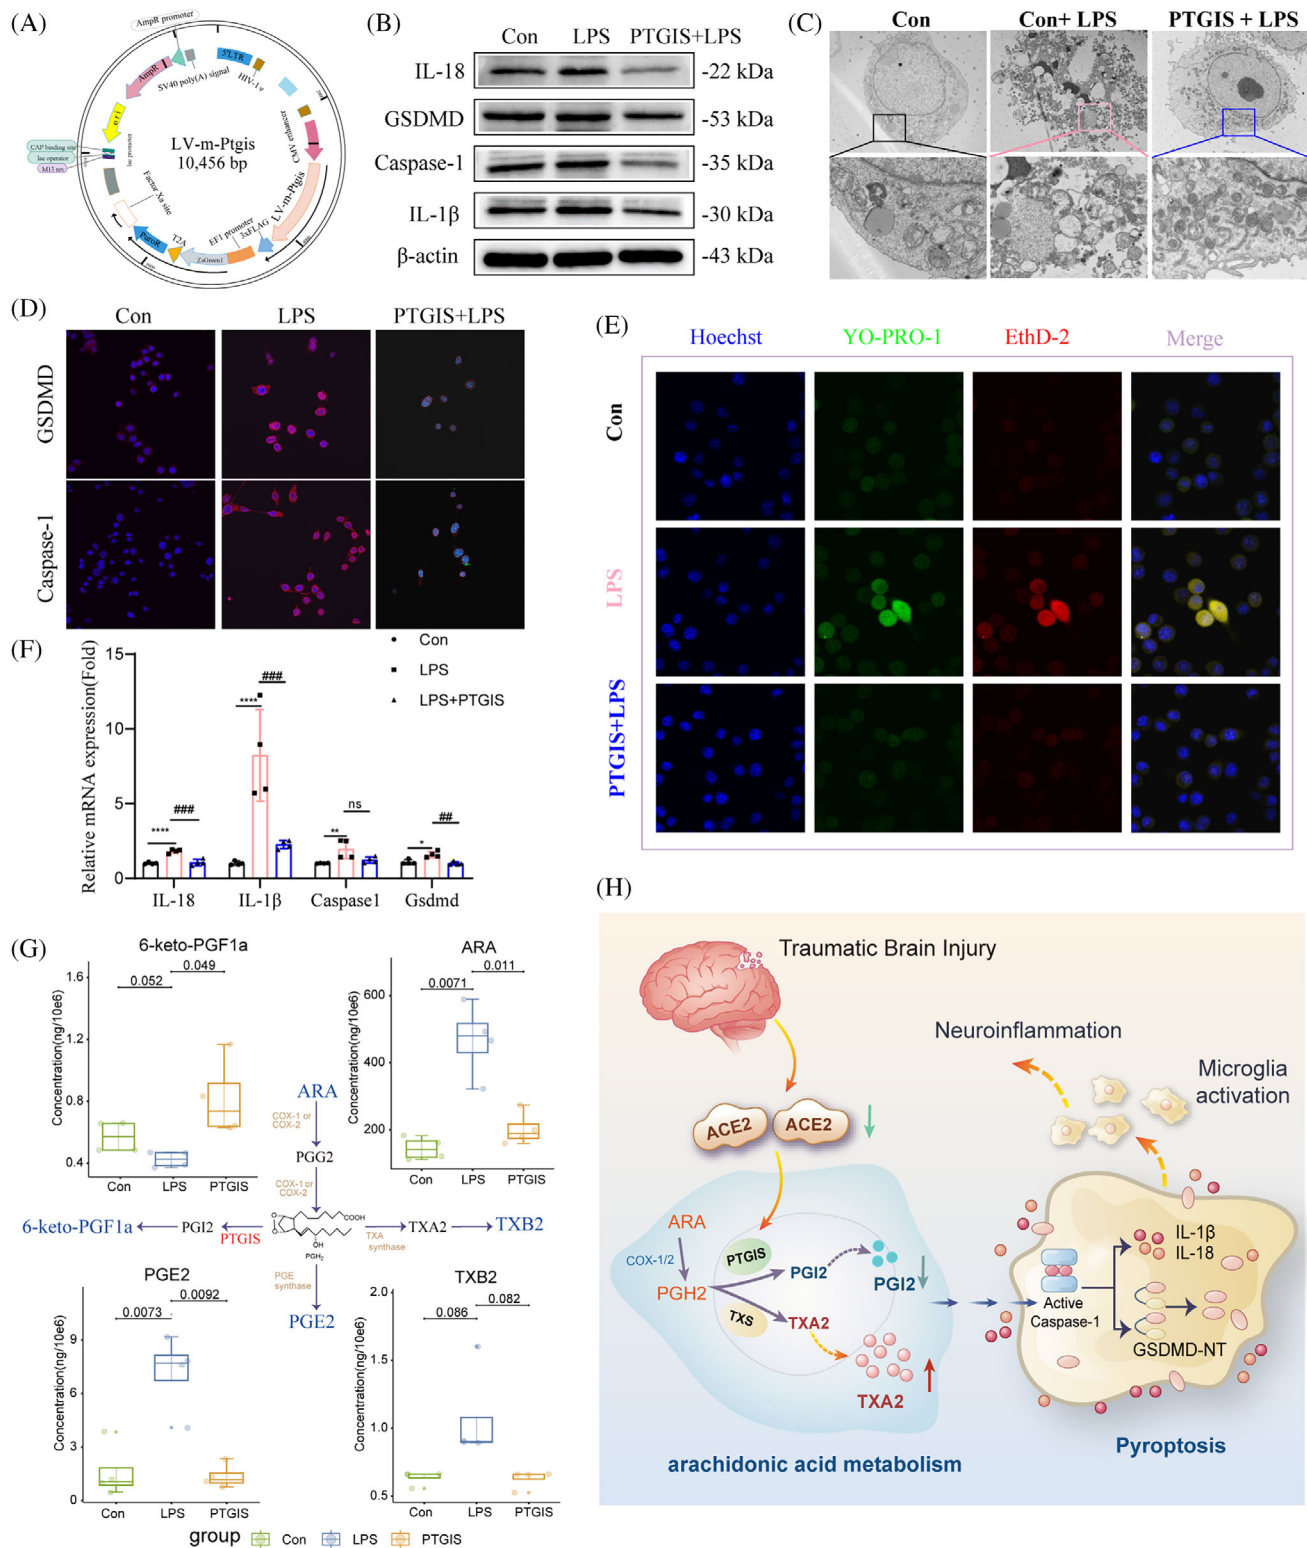 (A)
AmpR promoter
5'LTR
HIV-1 ψ
AmpR
SV40 poly(A) signal
ori
CMV enhancer
CAP binding site
lac operator
M13 rev
lac promoter
LV-m-Ptgis
10,456 bp
Factor Xa site
LV-m-Ptgis
3xFLAG
EF1 promoter
ZsGreen1
T2A
PuroR
(B)
Con LPS PTGIS+LPS
IL-18 -22 kDa
GSDMD -53 kDa
Caspase-1 -35 kDa
IL-1β -30 kDa
β-actin -43 kDa
(C)
Con Con+ LPS PTGIS + LPS
(D)
Con LPS PTGIS+LPS
GSDMD
Caspase-1
(E)
Hoechst YO-PRO-1 EthD-2 Merge
Con
LPS
PTGIS+LPS
(F)
Relative mRNA expression(Fold)
15
10
5
0
Con
LPS
LPS+PTGIS
**** ###
**** ###
** ns
* ##
IL-18 IL-1β Caspase1 Gsdmd
(G)
6-keto-PGF1a
Concentration(ng/10e6)
1.6
1.2
0.8
0.4
0.049
0.052
Con LPS PTGIS
ARA
Concentration(ng/10e6)
600
400
200
0.011
0.0071
Con LPS PTGIS
ARA
COX-1 or
COX-2
PGG2
COX-1 or
COX-2
COOH
OH
PGH2
6-keto-PGF1a PGI2 PTGIS
TXA
synthase
TXA2 TXB2
PGE
synthase
PGE2
PGE2
Concentration(ng/10e6)
9
6
3
0
0.0092
0.0073
Con LPS PTGIS
TXB2
Concentration(ng/10e6)
2.0
1.5
1.0
0.5
0.082
0.086
Con LPS PTGIS
group Con LPS PTGIS
(H)
Traumatic Brain Injury
Neuroinflammation
Microglia
activation
ACE2 ACE2
ARA
COX-1/2
PGH2
PTGIS
PGI2
PGI2
TXS
TXA2
TXA2
arachidonic acid metabolism
Active
Caspase-1
IL-1β
IL-18
GSDMD-NT
Pyroptosis